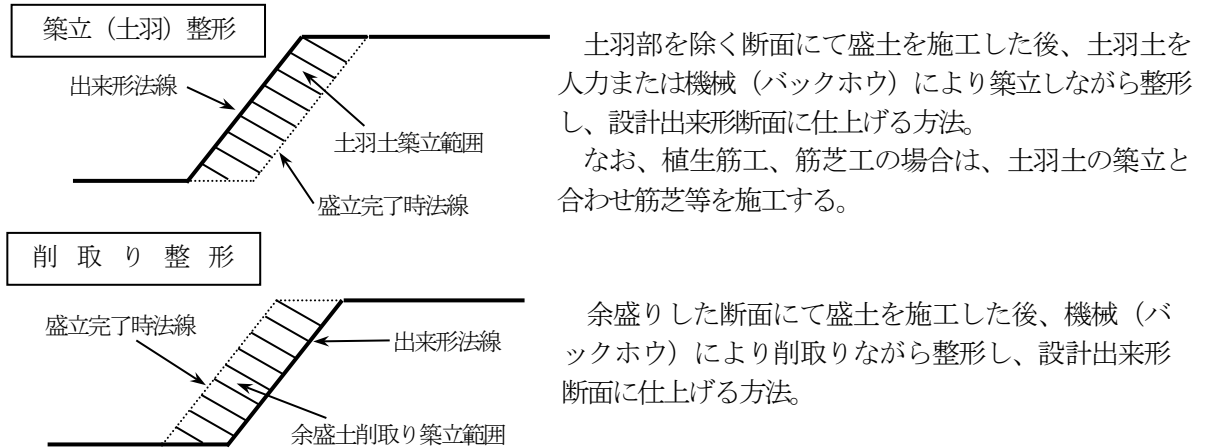 築立（土羽）整形
出来形法線
土羽土築立範囲
盛立完了時法線
土羽部を除く断面にて盛土を施工した後、土羽土を
人力または機械（バックホウ）により築立しながら整形
し、設計出来形断面に仕上げる方法。
なお、植生筋工、筋芝工の場合は、土羽土の築立と
合わせ筋芝等を施工する。
削取り整形
盛立完了時法線
出来形法線
余盛土削取り築立範囲
余盛りした断面にて盛土を施工した後、機械（バ
ックホウ）により削取りながら整形し、設計出来形
断面に仕上げる方法。